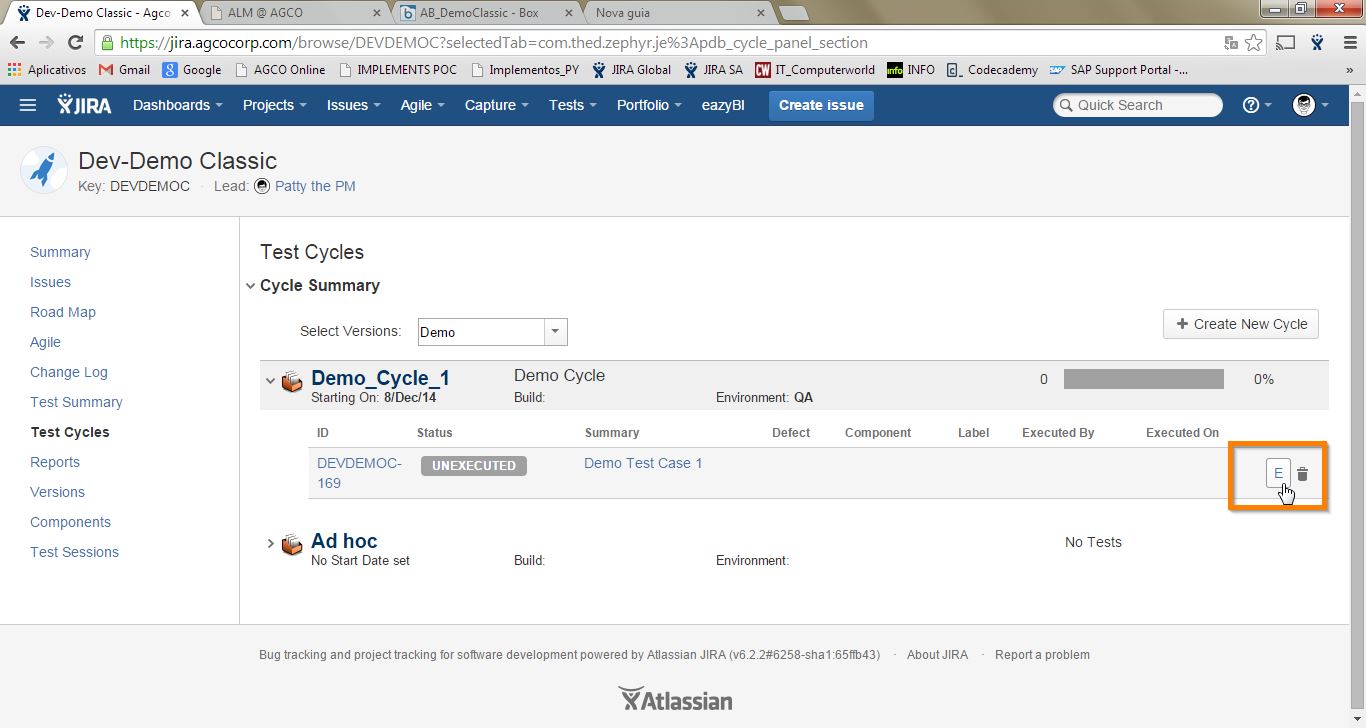 Dev-Demo Classic - Agco
ALM @ AGCO
AB_DemoClassic - Box
Nova guia
https://jira.agcocorp.com/browse/DEVDEMOC?selectedTab=com.thed.zephyr.je%3Apdb_cycle_panel_section
Aplicativos Gmail Google AGCO Online IMPLEMENTS POC Implementos_PY JIRA Global JIRA SA CW IT_Computerworld info INFO c_ Codecademy SAP Support Portal -... »
JIRA Dashboards Projects Issues Agile Capture Tests Portfolio eazyBI Create issue Quick Search ?
Dev-Demo Classic
Key: DEVDEMOC · Lead: Patty the PM
Summary
Issues
Road Map
Agile
Change Log
Test Summary
Test Cycles
Reports
Versions
Components
Test Sessions
Test Cycles
Cycle Summary
Select Versions: Demo
+ Create New Cycle
Demo_Cycle_1 Demo Cycle 0 0%
Starting On: 8/Dec/14 Build: Environment: QA
ID Status Summary Defect Component Label Executed By Executed On
DEVDEMOC-
169
UNEXECUTED
Demo Test Case 1
E
Ad hoc No Tests
No Start Date set Build: Environment:
Bug tracking and project tracking for software development powered by Atlassian JIRA (v6.2.2#6258-sha1:65ffb43) · About JIRA · Report a problem
Atlassian